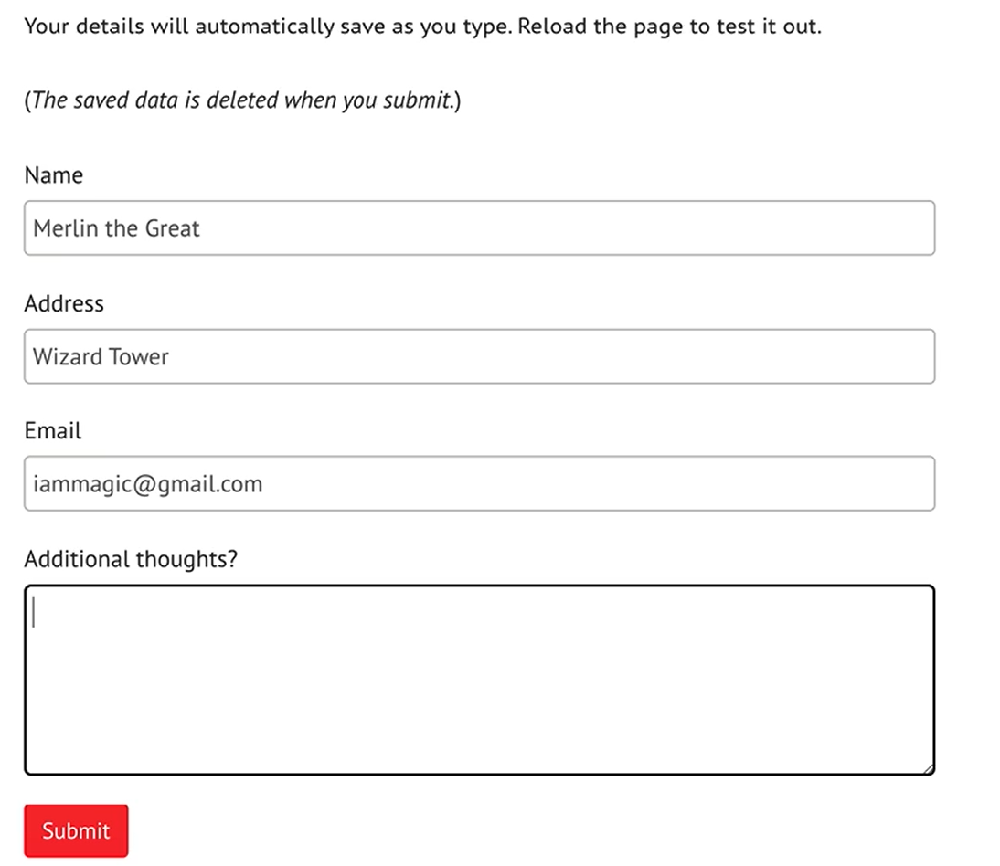 Your details will automatically save as you type. Reload the page to test it out.
(The saved data is deleted when you submit.)
Name
Merlin the Great
Address
Wizard Tower
Email
iammagic@gmail.com
Additional thoughts?
Submit